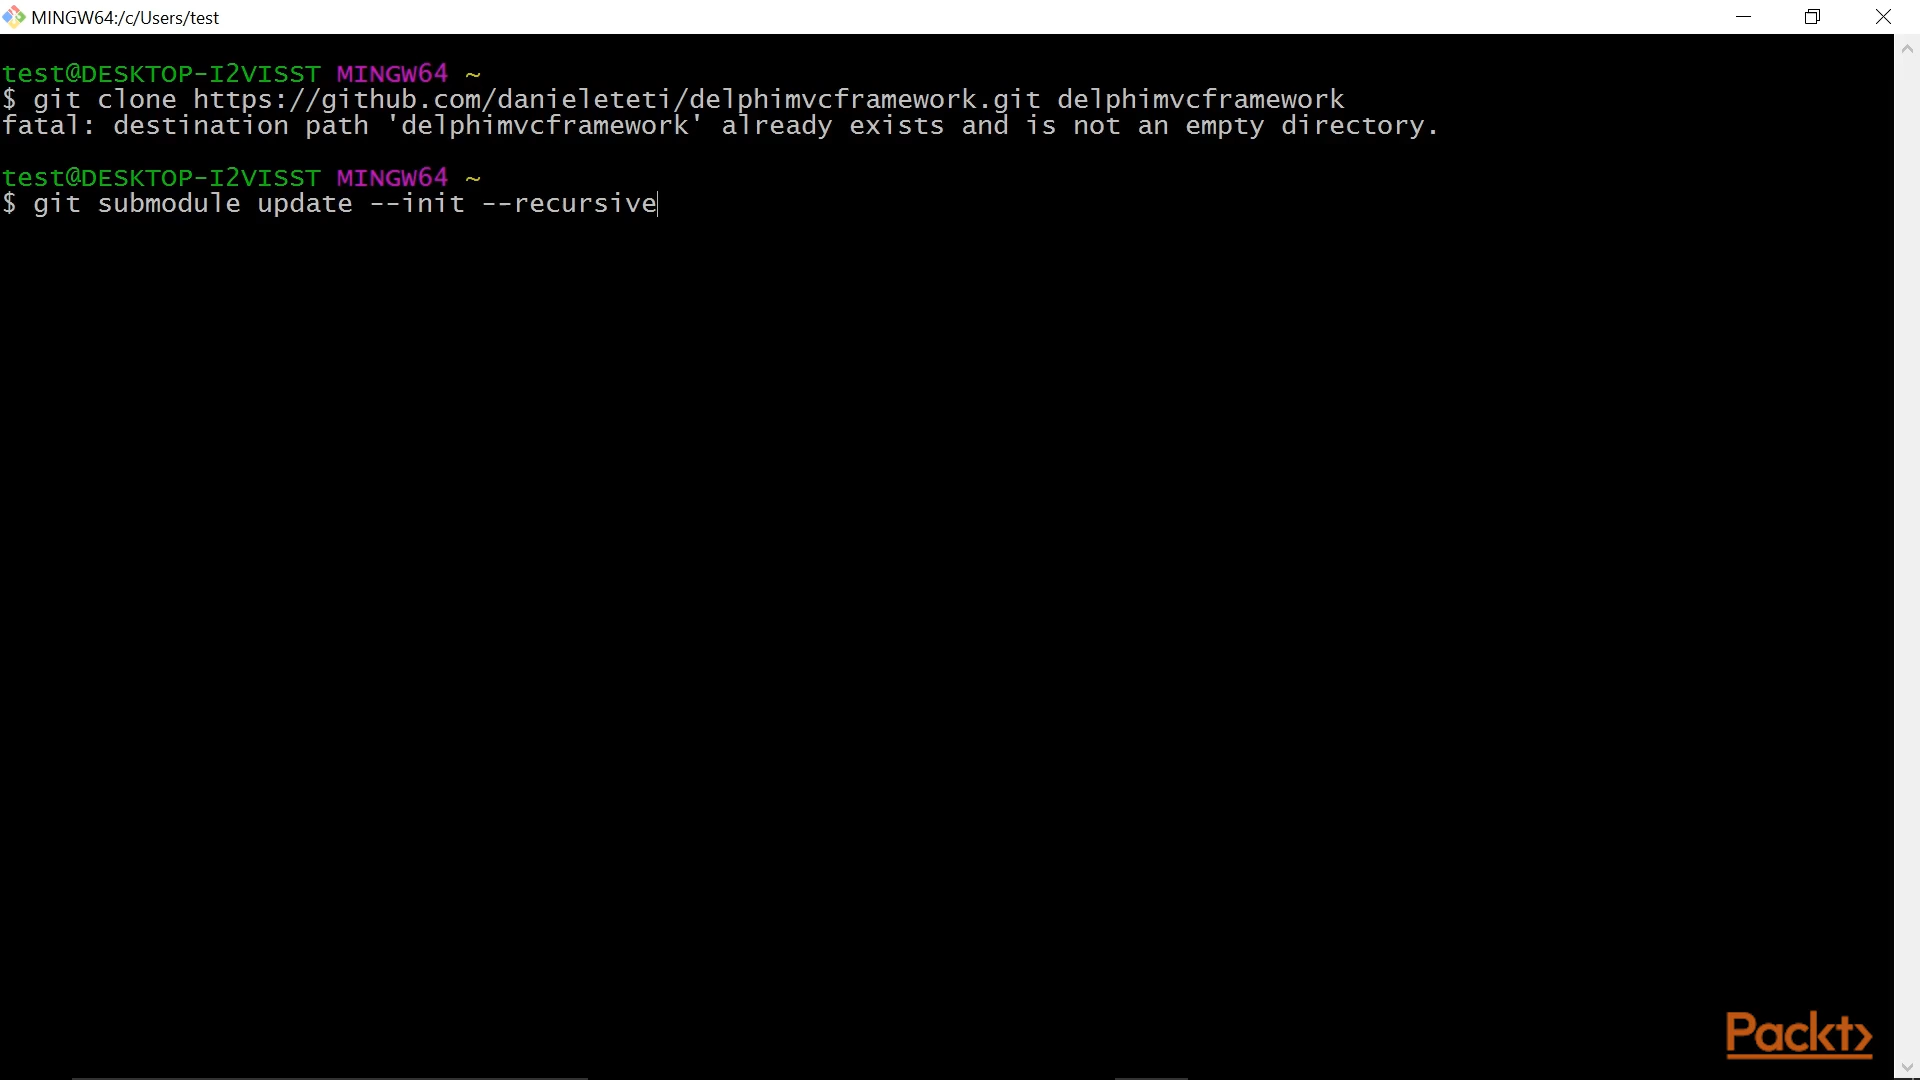 MINGW64:/c/Users/test
test@DESKTOP-I2VISST MINGW64 ~
$ git clone https://github.com/danieleteti/delphimvcframework.git delphimvcframework
fatal: destination path 'delphimvcframework' already exists and is not an empty directory.
test@DESKTOP-I2VISST MINGW64 ~
$ git submodule update --init --recursive
Packt>